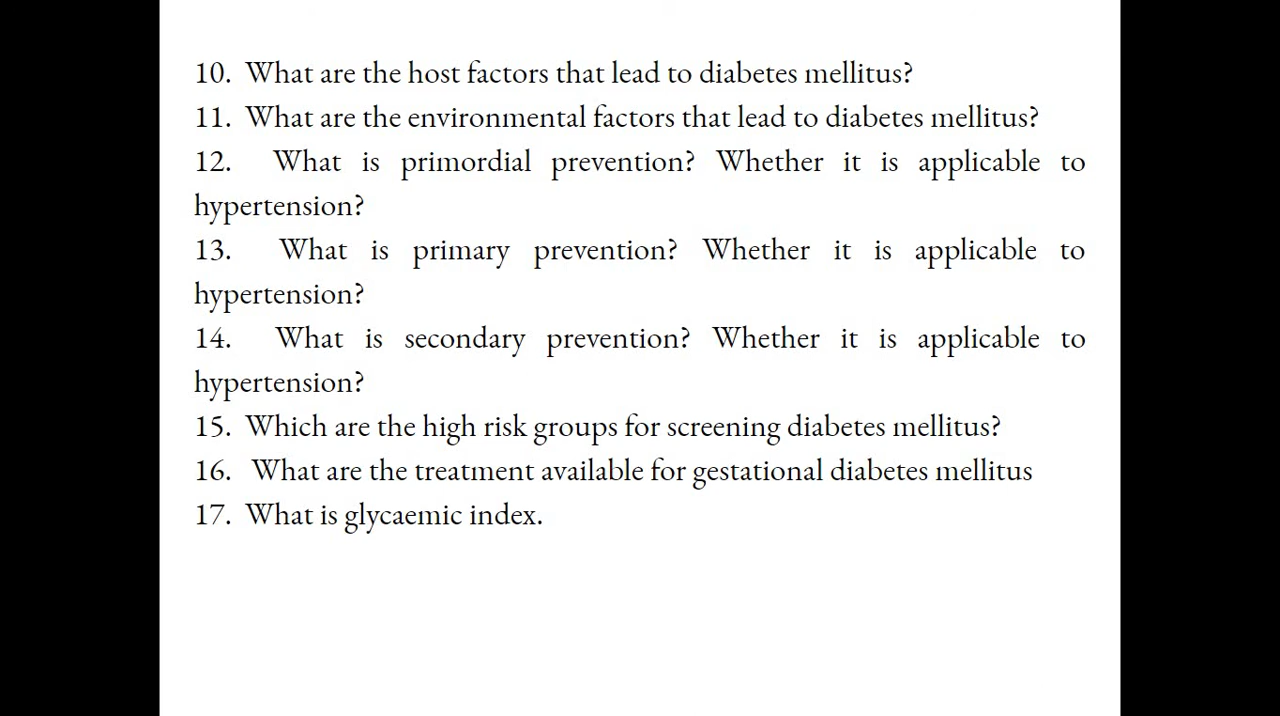 10. What are the host factors that lead to diabetes mellitus?
11. What are the environmental factors that lead to diabetes mellitus?
12. What is primordial prevention? Whether it is applicable to
hypertension?
13. What is primary prevention? Whether it is applicable to
hypertension?
14. What is secondary prevention? Whether it is applicable to
hypertension?
15. Which are the high risk groups for screening diabetes mellitus?
16. What are the treatment available for gestational diabetes mellitus
17. What is glycaemic index.